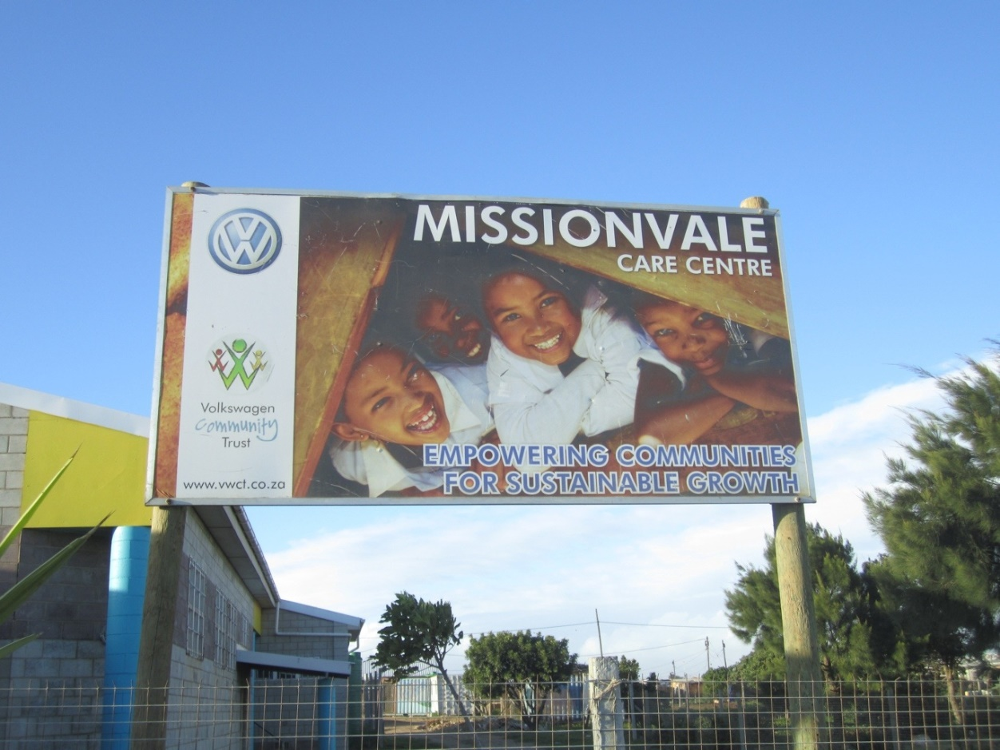 MISSIONVALE
CARE CENTRE
Volkswagen
Community
Trust
www.vwct.co.za
EMPOWERING COMMUNITIES
FOR SUSTAINABLE GROWTH